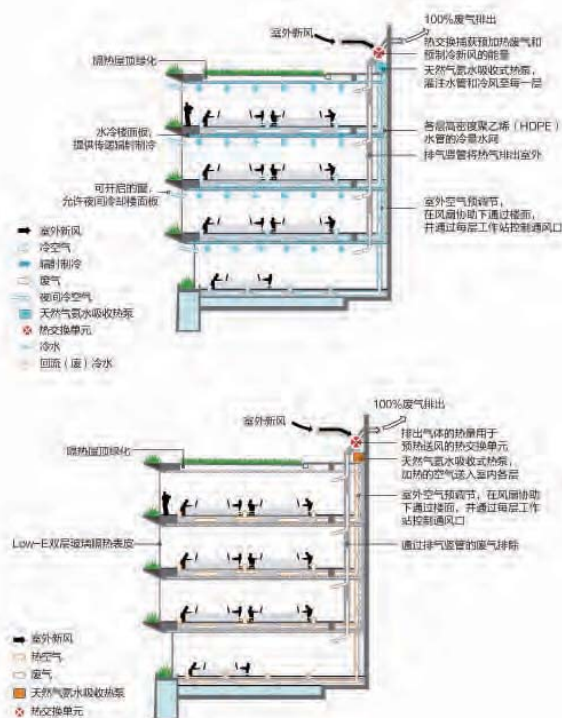 100%废气排出
室外新风
热交换捕获预加热废气和
预制冷新风的能量
隔热屋顶绿化
天然气氨水吸收式热泵，
灌注水管和冷风至每一层
水冷楼面板，
提供传递辐射制冷
各层高密度聚乙烯（HDPE）
水管的冷量水网
排气竖管将热气排出室外
可开启的窗，
允许夜间冷却楼面板
室外空气预调节，
在风扇协助下通过楼面，
并通过每层工作站控制通风口
室外新风
冷空气
辐射制冷
废气
夜间冷空气
天然气氨水吸收热泵
热交换单元
冷水
回流（废）冷水
100%废气排出
室外新风
排出气体的热量用于
预热送风的热交换单元
隔热屋顶绿化
天然气氨水吸收式热泵，
加热的空气送入室内各层
室外空气预调节，在风扇协助
下通过楼面，并通过每层工作
站控制通风口
Low-E双层玻璃隔热表皮
通过排气竖管的废气排除
室外新风
热空气
废气
天然气氨水吸收热泵
热交换单元